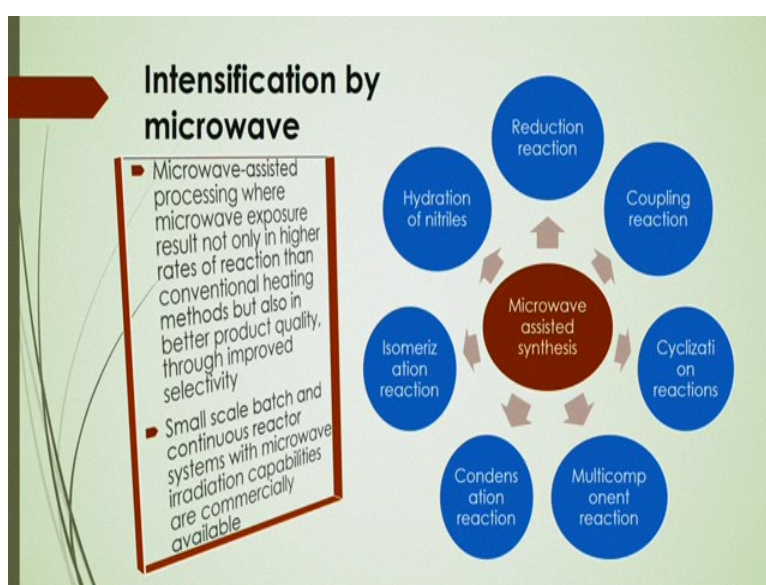 Intensification by
microwave
Microwave-assisted
processing where
microwave exposure
result not only in higher
rates of reaction than
conventional heating
methods but also in
better product quality,
through improved
selectivity
Small scale batch and
continuous reactor
systems with microwave
irradiation capabilities
are commercially
available
Reduction
reaction
Coupling
reaction
Cyclizati
on
reactions
Multicomp
onent
reaction
Condens
ation
reaction
Isomeriz
ation
reaction
Hydration
of nitriles
Microwave
assisted
synthesis